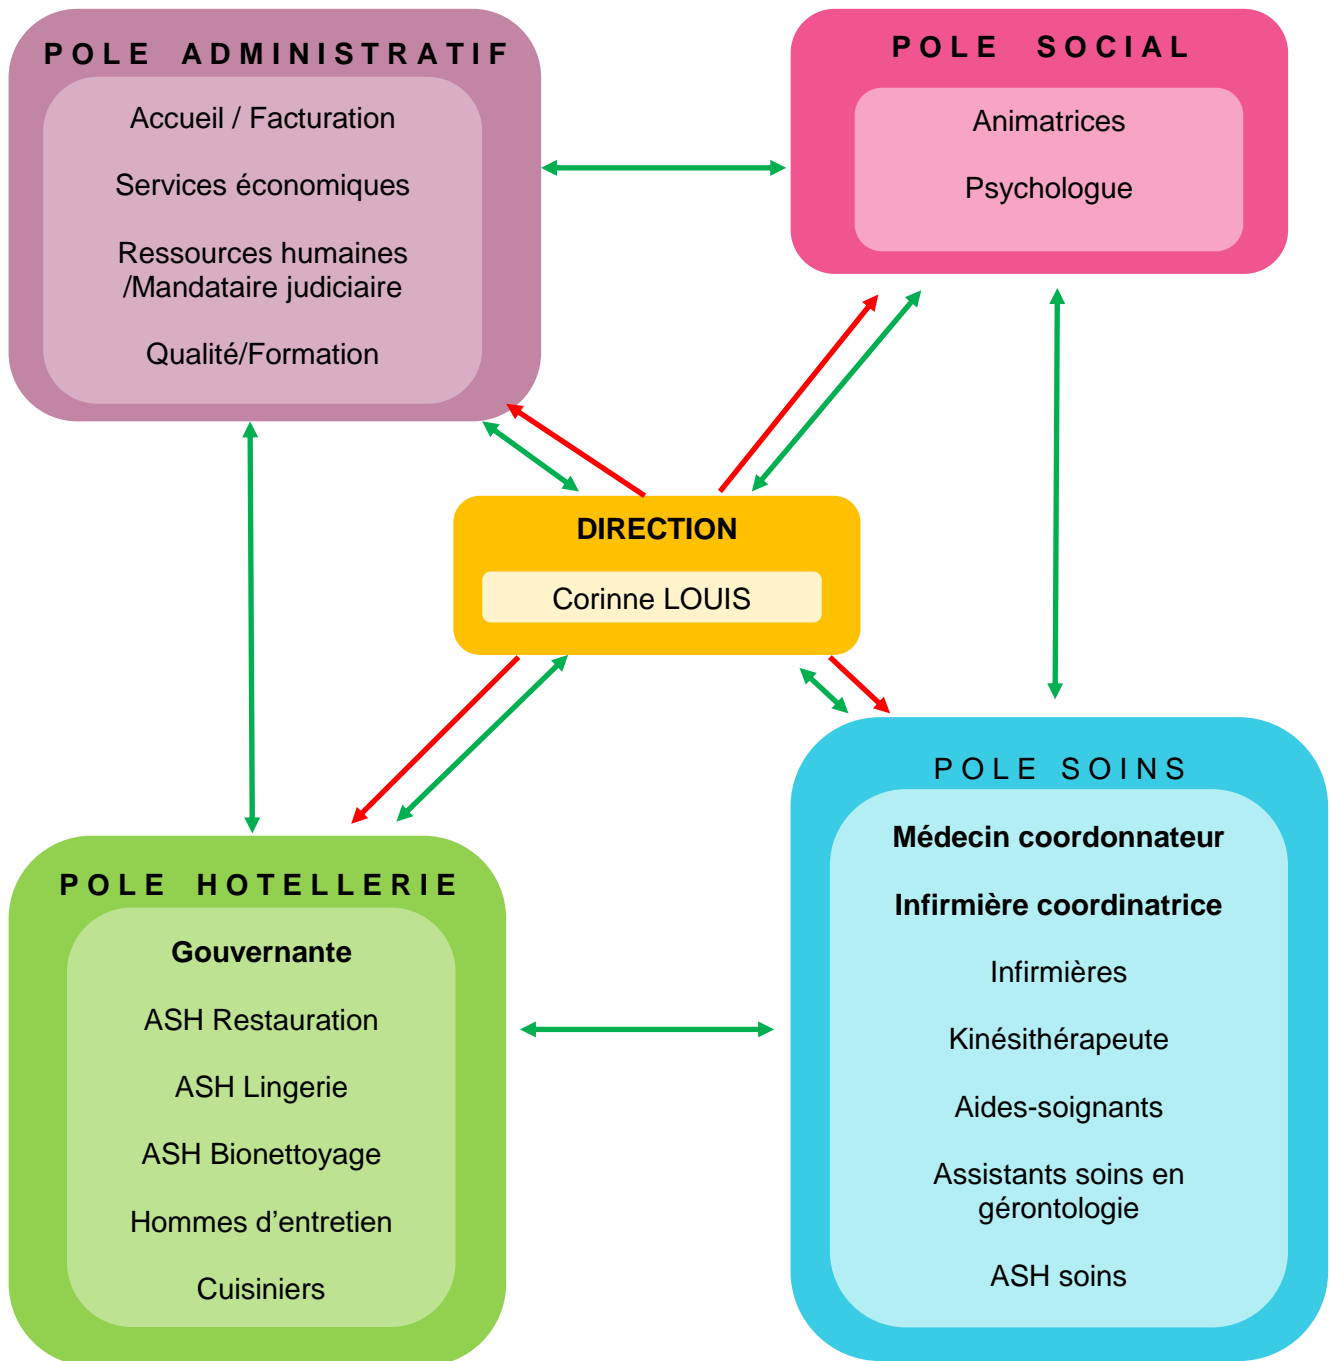 POLE ADMINISTRATIF
Accueil / Facturation
Services économiques
Ressources humaines
/Mandataire judiciaire
Qualité/Formation
POLE SOCIAL
Animatrices
Psychologue
DIRECTION
Corinne LOUIS
POLE HOTELLERIE
Gouvernante
ASH Restauration
ASH Lingerie
ASH Bionettoyage
Hommes d’entretien
Cuisiniers
POLE SOINS
Médecin coordonnateur
Infirmière coordinatrice
Infirmières
Kinésithérapeute
Aides-soignants
Assistants soins en
gérontologie
ASH soins